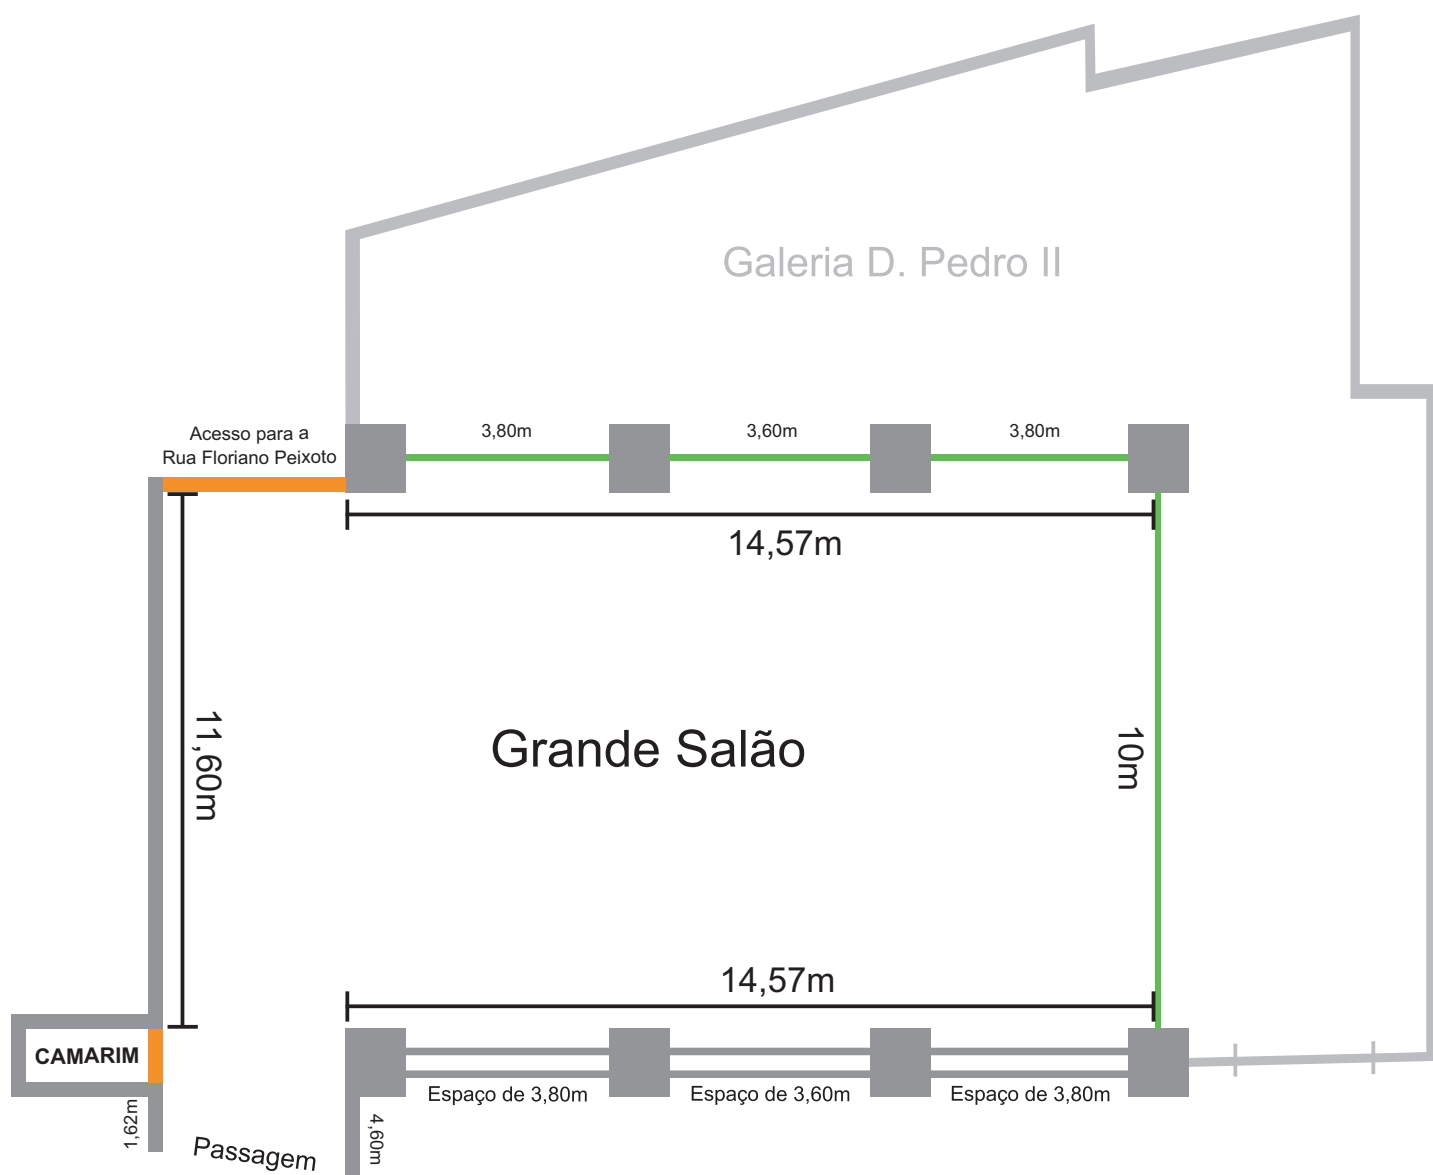 Galeria D. Pedro II
Acesso para a
Rua Floriano Peixoto
3,80m
3,60m
3,80m
14,57m
11,60m
Grande Salão
10m
14,57m
CAMARIM
Espaço de 3,80m
Espaço de 3,60m
Espaço de 3,80m
1,62m
4,60m
Passagem